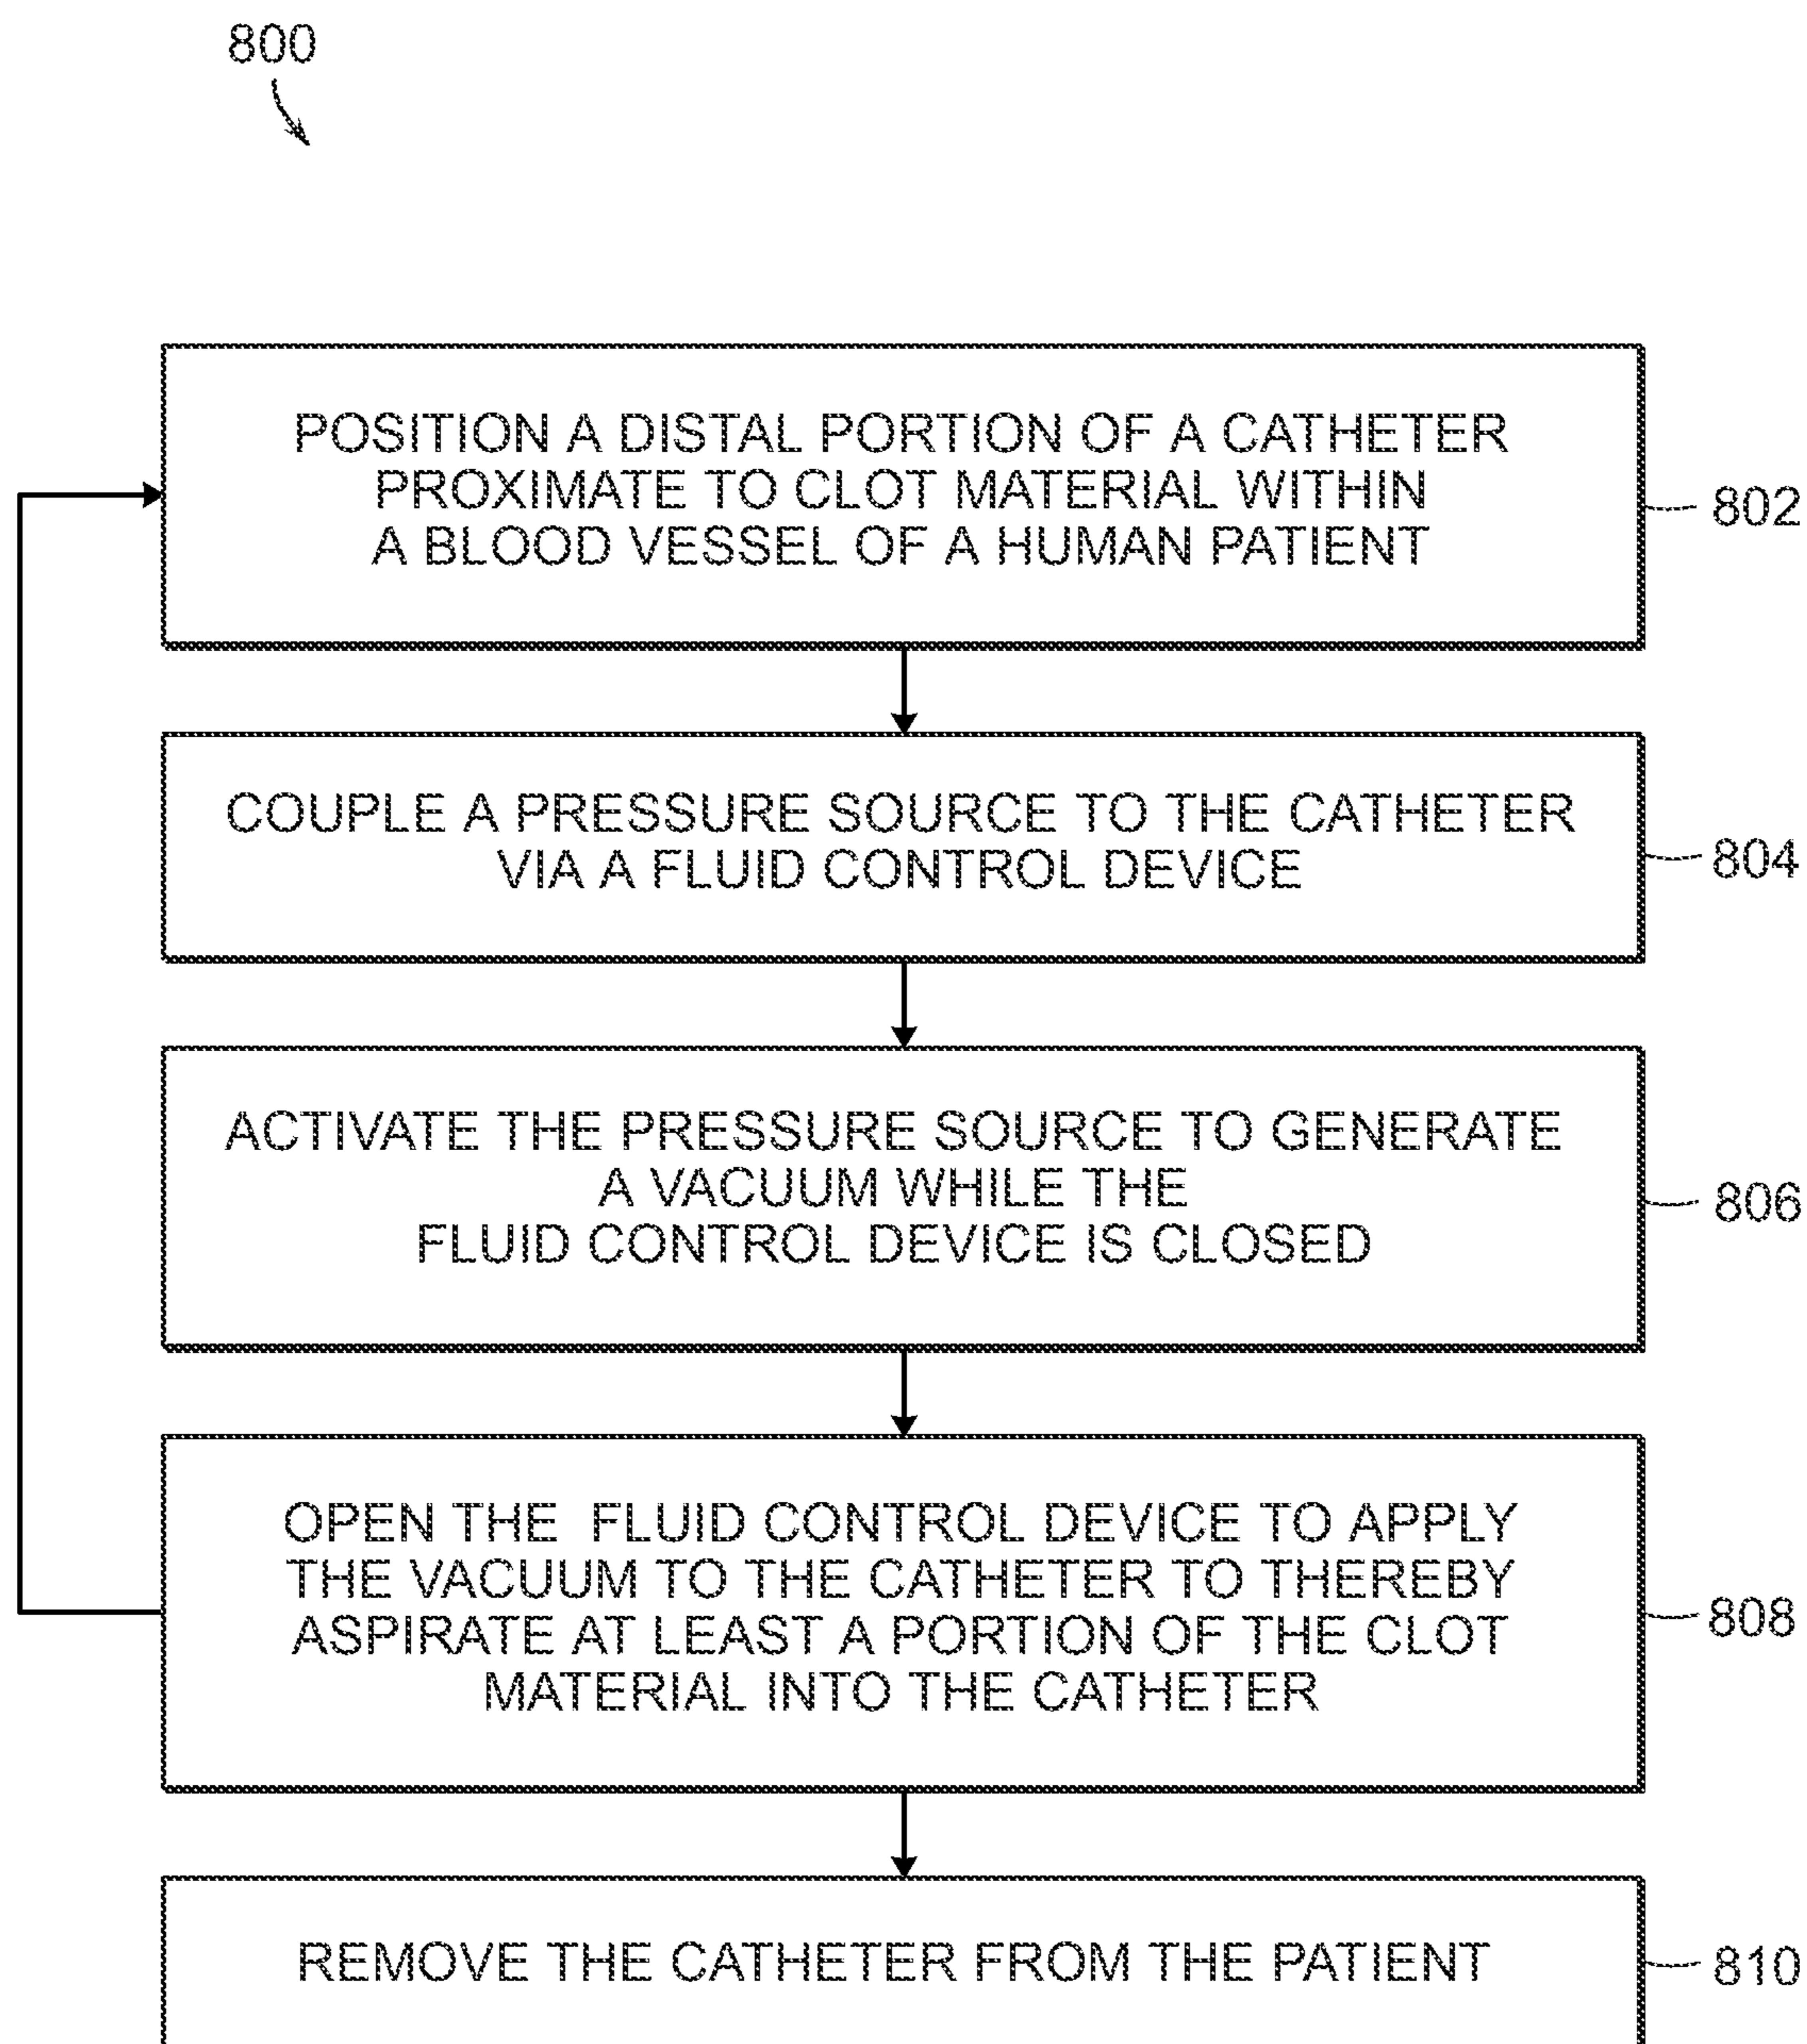 800
POSITION A DISTAL PORTION OF A CATHETER
PROXIMATE TO CLOT MATERIAL WITHIN
A BLOOD VESSEL OF A HUMAN PATIENT
802
COUPLE A PRESSURE SOURCE TO THE CATHETER
VIA A FLUID CONTROL DEVICE
804
ACTIVATE THE PRESSURE SOURCE TO GENERATE
A VACUUM WHILE THE
FLUID CONTROL DEVICE IS CLOSED
806
OPEN THE FLUID CONTROL DEVICE TO APPLY
THE VACUUM TO THE CATHETER TO THEREBY
ASPIRATE AT LEAST A PORTION OF THE CLOT
MATERIAL INTO THE CATHETER
808
REMOVE THE CATHETER FROM THE PATIENT
810